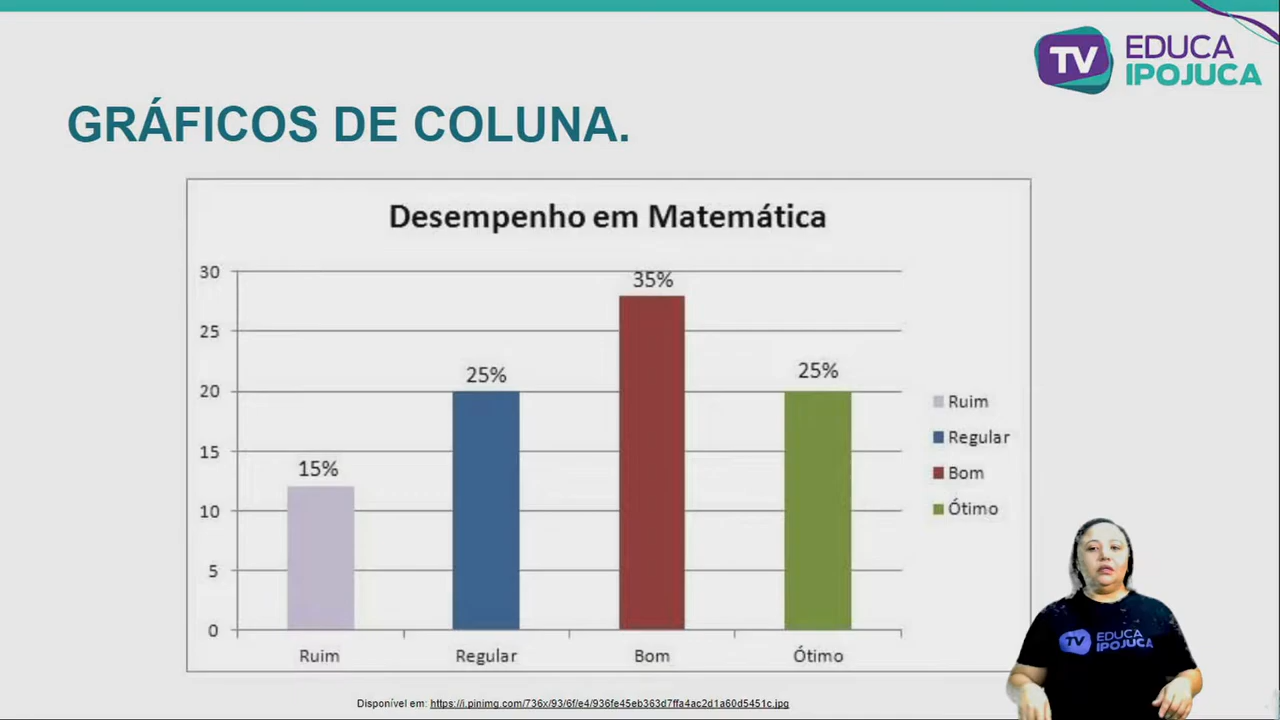 TV EDUCA
IPOJUCA
GRÁFICOS DE COLUNA.
Desempenho em Matemática
30
25
20
15
10
5
0
15%
25%
35%
25%
Ruim
Regular
Bom
Ótimo
Ruim
Regular
Bom
Ótimo
TV EDUCA
IPOJUCA
Disponível em: https://i.pinimg.com/736x/93/6f/e4/936fe45eb363d7ffa4ac2d1a60d5451c.jpg